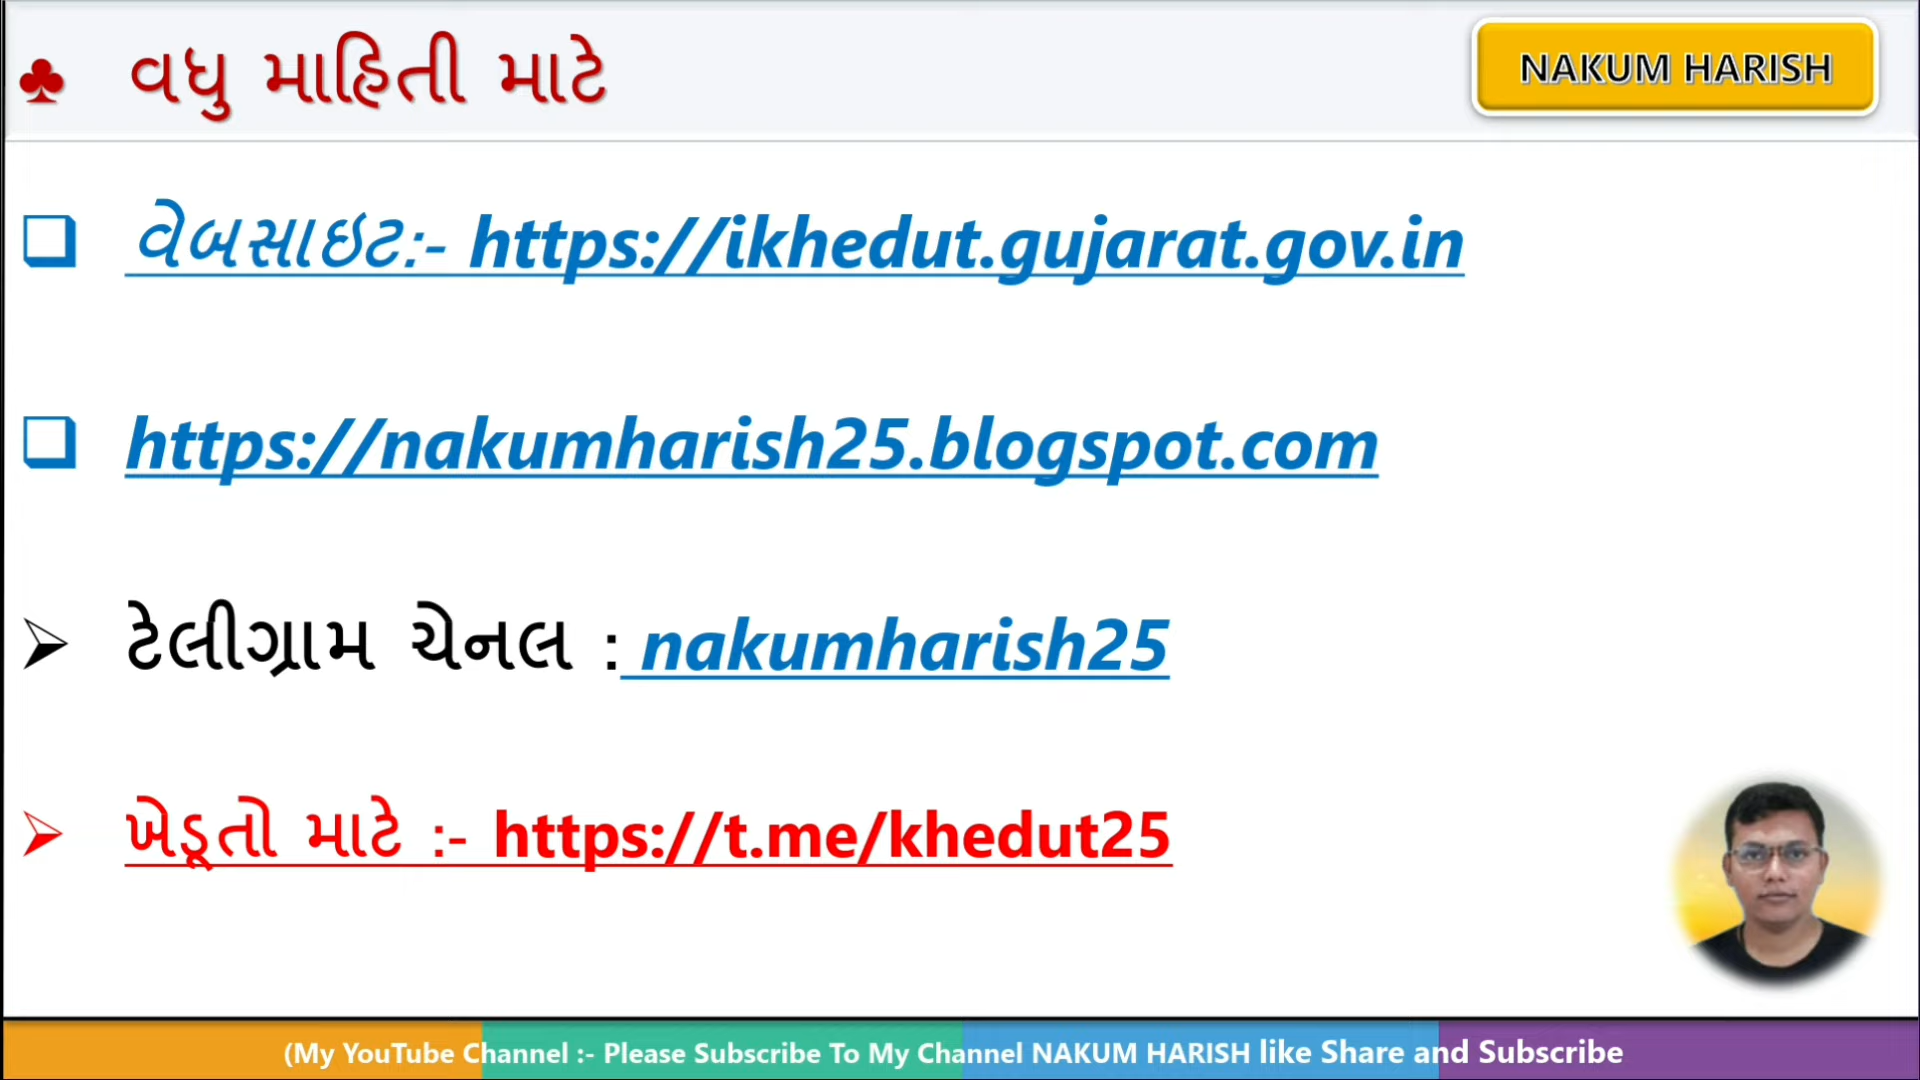 વધુ માહિતી માટે
NAKUM HARISH
વેબસાઇટ:- https://ikhedut.gujarat.gov.in
https://nakumharish25.blogspot.com
ટેલીગ્રામ ચેનલ : nakumharish25
ખેડૂતો માટે :- https://t.me/khedut25
(My YouTube Channel :- Please Subscribe To My Channel NAKUM HARISH like Share and Subscribe